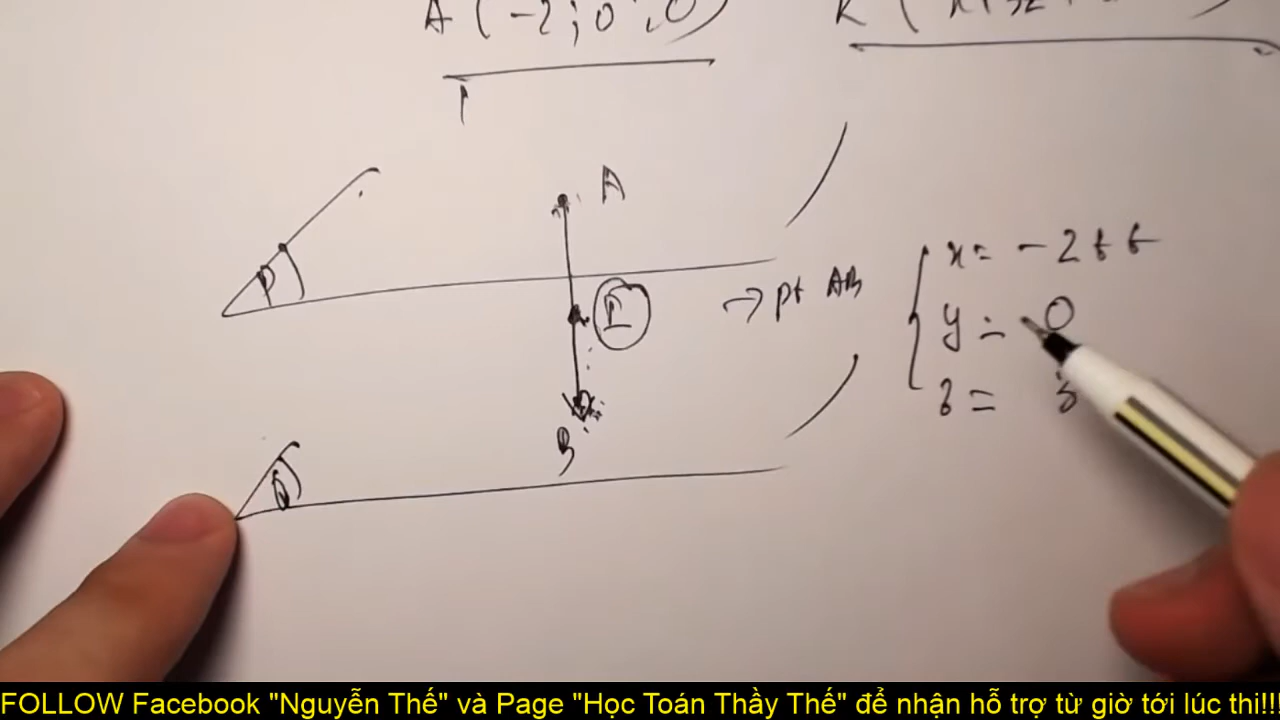 A ( -2 ; 0 ; 0 )
A
P
I
→ pt AB
x = -2 + t
y = 0
z =
B
Q
FOLLOW Facebook "Nguyễn Thế" và Page "Học Toán Thầy Thế" để nhận hỗ trợ từ giờ tới lúc thi!!!